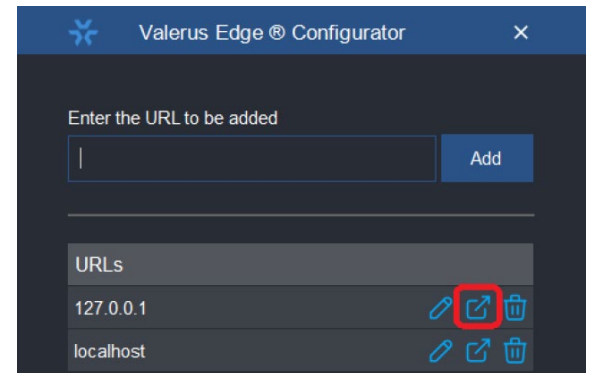 Valerus Edge ® Configurator
Enter the URL to be added
Add
URLs
127.0.0.1
localhost